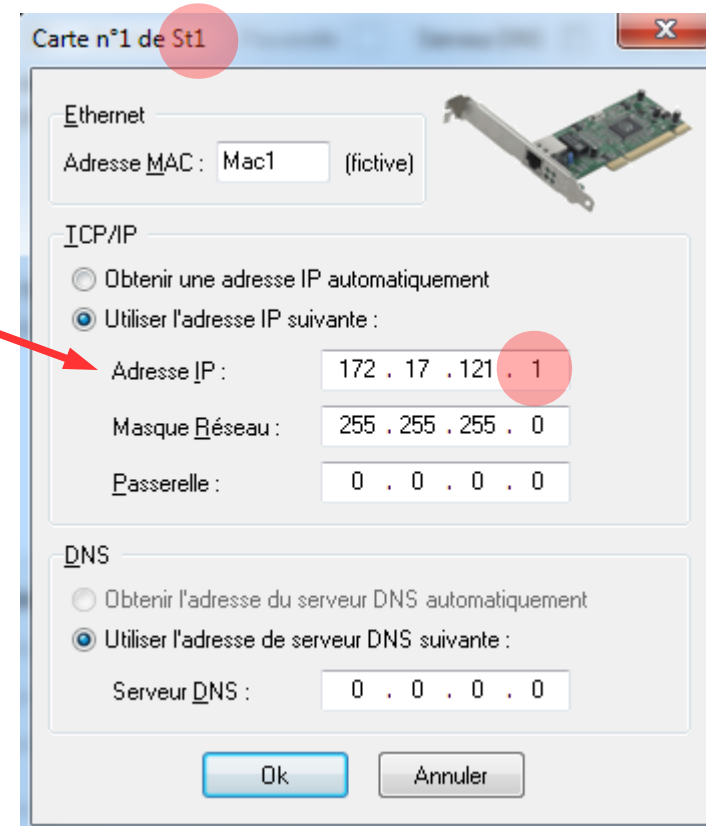 Carte n°1 de St1
Ethernet
Adresse MAC : Mac1 (fictive)
TCP/IP
Obtenir une adresse IP automatiquement
Utiliser l'adresse IP suivante :
Adresse IP : 172 . 17 . 121 . 1
Masque Réseau : 255 . 255 . 255 . 0
Passerelle : 0 . 0 . 0 . 0
DNS
Obtenir l'adresse du serveur DNS automatiquement
Utiliser l'adresse de serveur DNS suivante :
Serveur DNS : 0 . 0 . 0 . 0
Ok Annuler